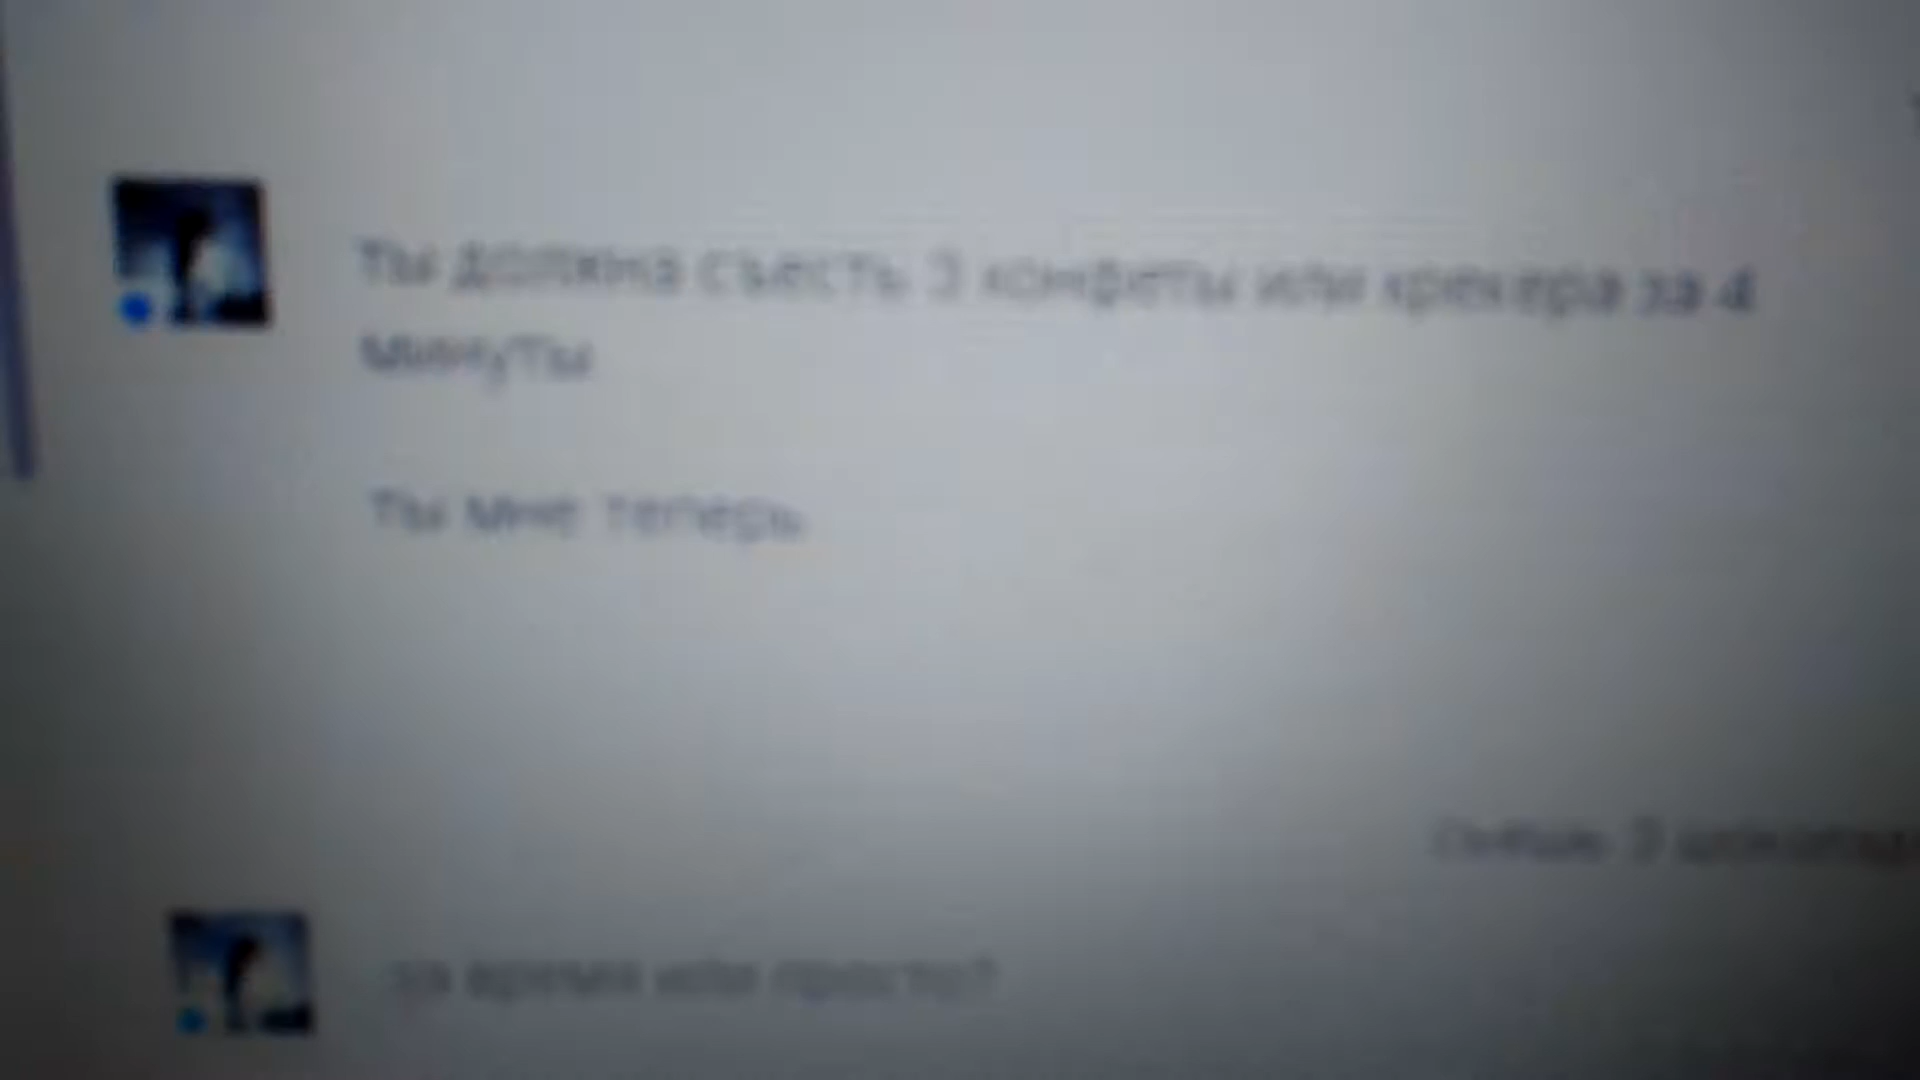 Ты должна съесть 3 конфеты или крекера за 4
минуты
Ты мне теперь
за время или просто?